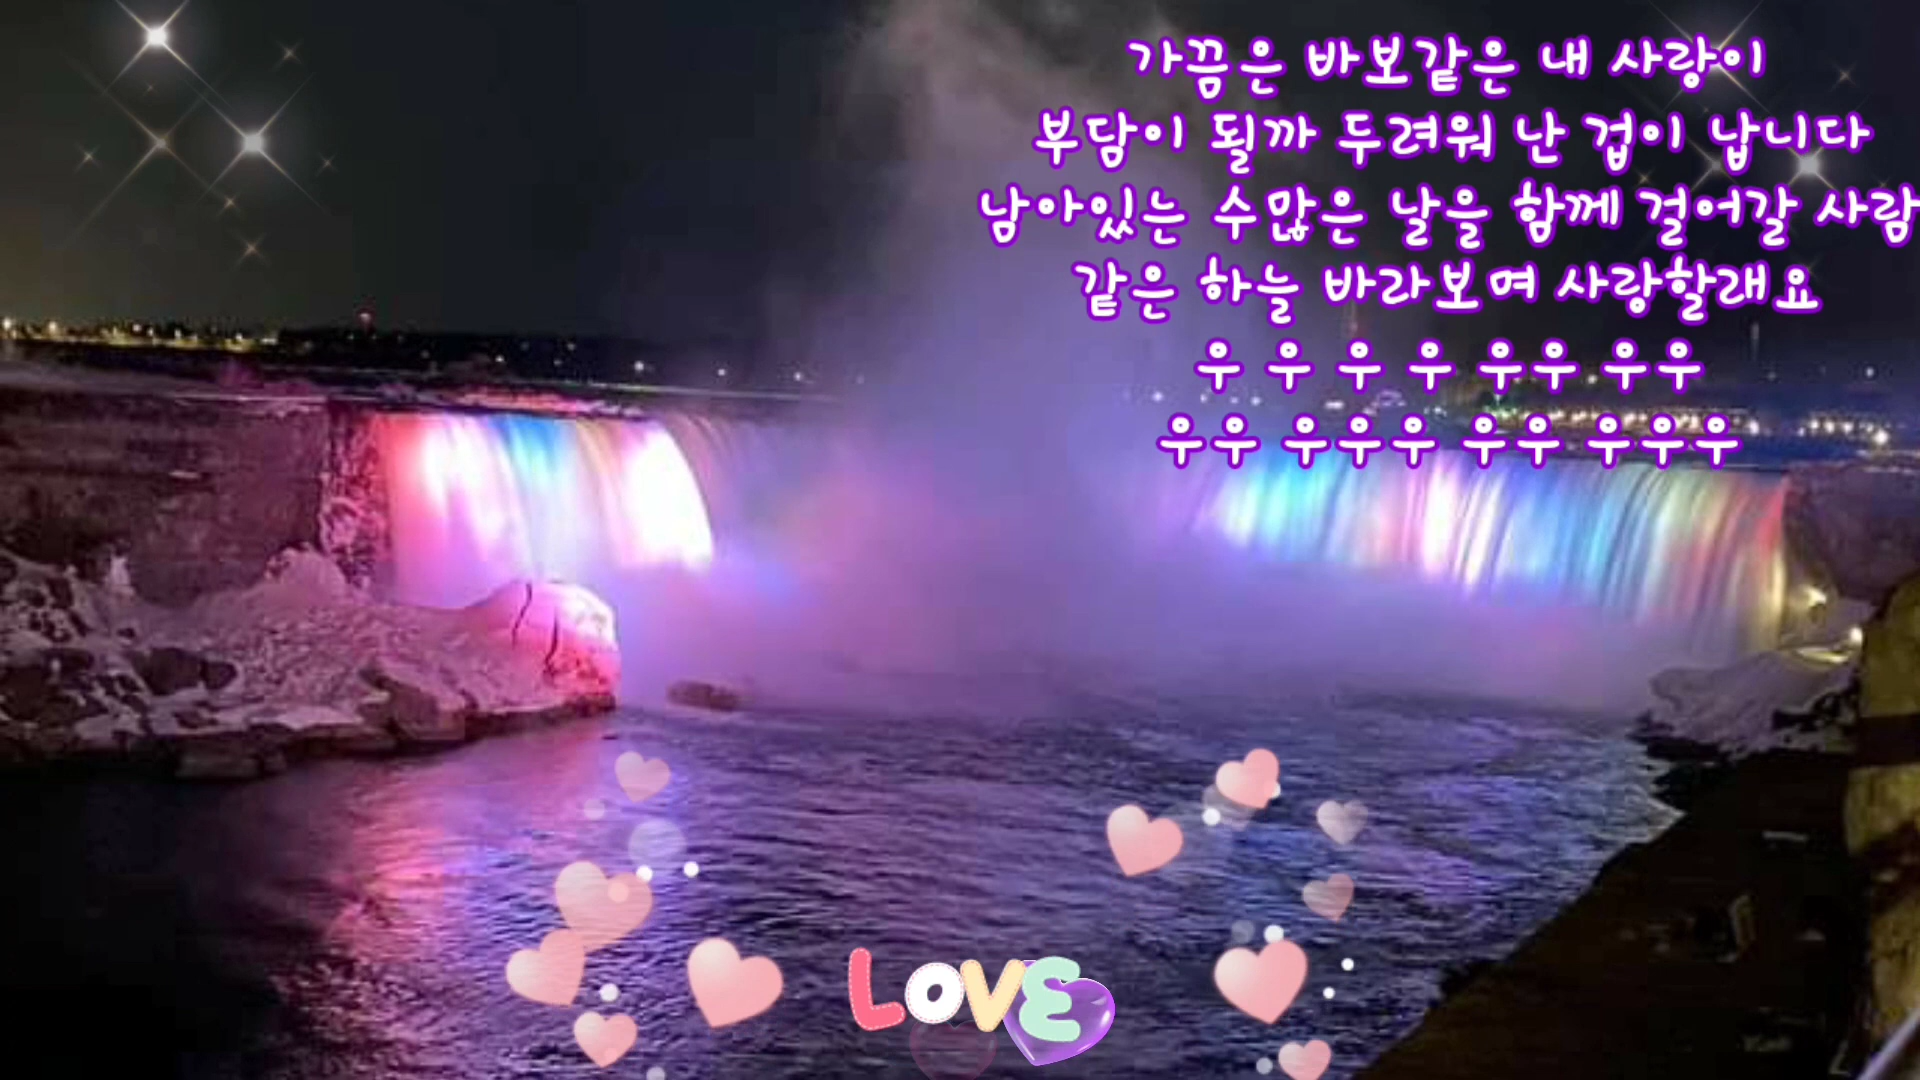 가끔은 바보같은 내 사랑이
부담이 될까 두려워 난 겁이 납니다
남아있는 수많은 날을 함께 걸어갈 사람
같은 하늘 바라보며 사랑할래요
우 우 우 우 우우 우우
우우 우우우 우우 우우우
LOVE